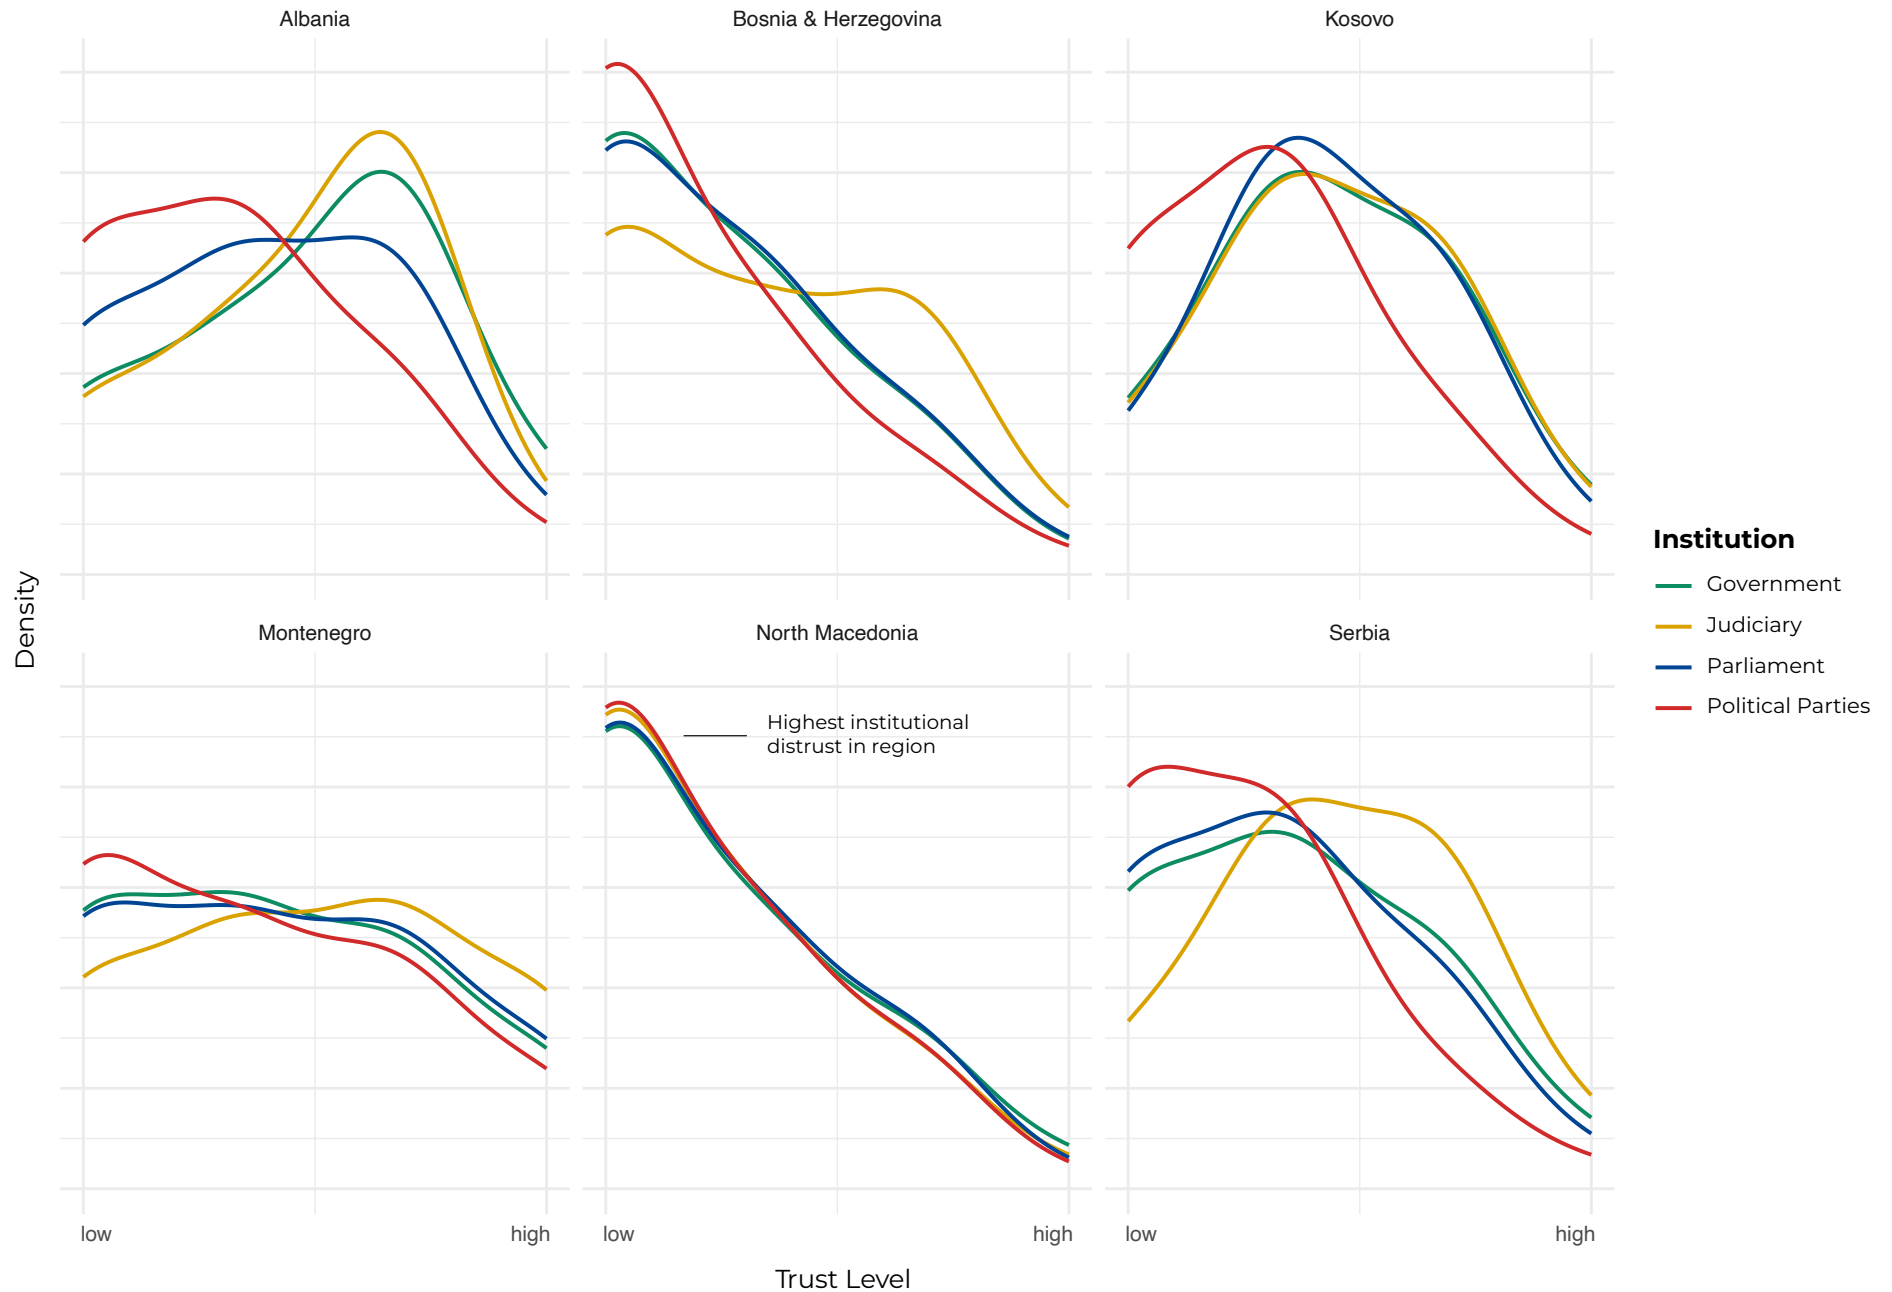 Albania
Bosnia & Herzegovina
Kosovo
Density
Montenegro
North Macedonia
Serbia
Highest institutional
distrust in region
low
high
low
high
low
high
Trust Level
Institution
Government
Judiciary
Parliament
Political Parties